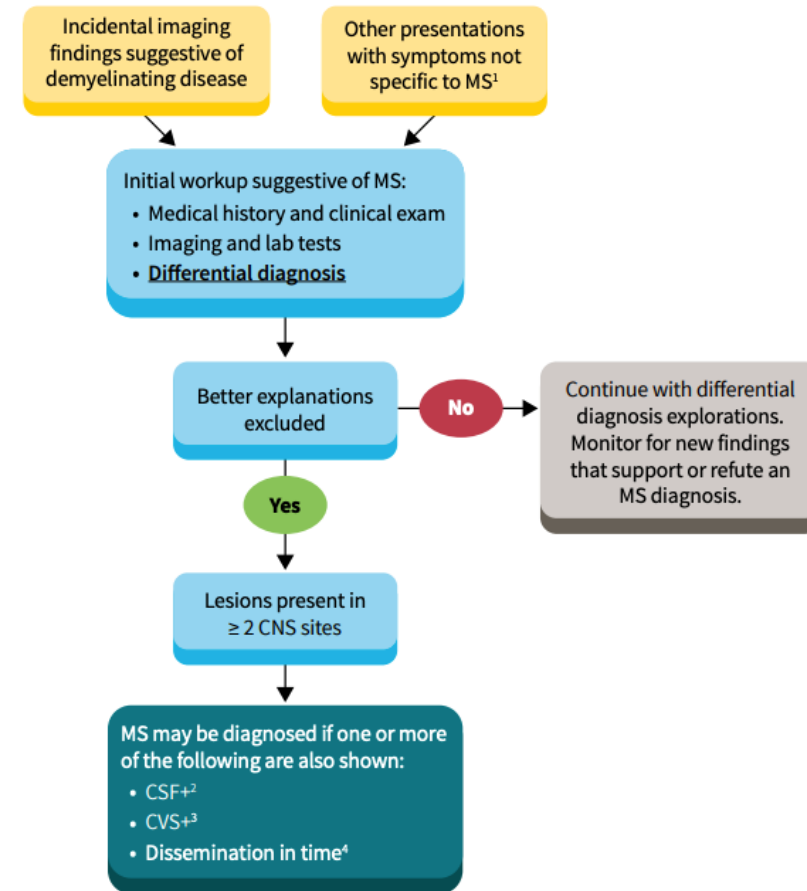 Incidental imaging
findings suggestive of
demyelinating disease
Other presentations
with symptoms not
specific to MS¹
Initial workup suggestive of MS:
• Medical history and clinical exam
• Imaging and lab tests
• Differential diagnosis
Better explanations
excluded
No
Continue with differential
diagnosis explorations.
Monitor for new findings
that support or refute an
MS diagnosis.
Yes
Lesions present in
≥ 2 CNS sites
MS may be diagnosed if one or more
of the following are also shown:
• CSF+²
• CVS+³
• Dissemination in time⁴